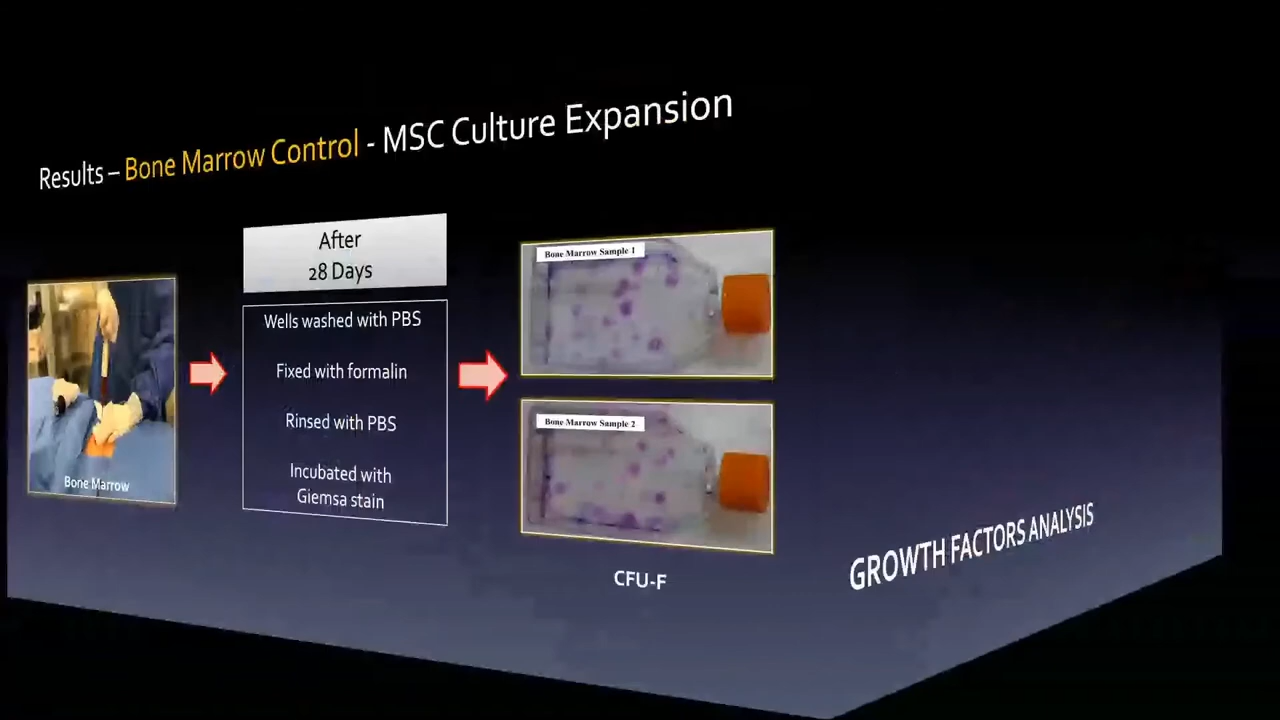 Results – Bone Marrow Control - MSC Culture Expansion
After
28 Days
Wells washed with PBS
Fixed with formalin
Rinsed with PBS
Incubated with
Giemsa stain
Bone Marrow
Bone Marrow Sample 1
Bone Marrow Sample 2
CFU-F
GROWTH FACTORS ANALYSIS